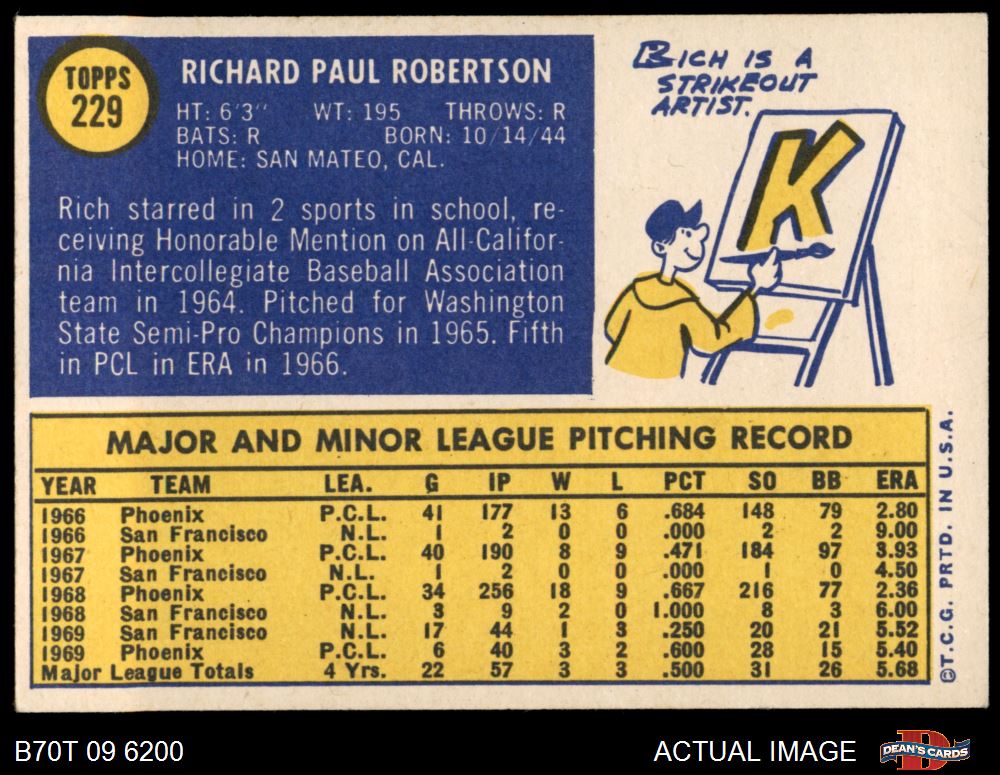 TOPPS
229
RICHARD PAUL ROBERTSON
HT: 6'3" WT: 195 THROWS: R
BATS: R BORN: 10/14/44
HOME: SAN MATEO, CAL.
Rich starred in 2 sports in school, re-
ceiving Honorable Mention on All-Califor-
nia Intercollegiate Baseball Association
team in 1964. Pitched for Washington
State Semi-Pro Champions in 1965. Fifth
in PCL in ERA in 1966.
RICH IS A
STRIKEOUT
ARTIST.
K
MAJOR AND MINOR LEAGUE PITCHING RECORD
YEAR TEAM LEA. G IP W L PCT SO BB ERA
1966 Phoenix P.C.L. 41 177 13 6 .684 148 79 2.80
1966 San Francisco N.L. 1 2 0 0 .000 2 2 9.00
1967 Phoenix P.C.L. 40 190 8 9 .471 184 97 3.93
1967 San Francisco N.L. 1 2 0 0 .000 1 0 4.50
1968 Phoenix P.C.L. 34 256 18 9 .667 216 77 2.36
1968 San Francisco N.L. 3 9 2 0 1.000 8 3 6.00
1969 San Francisco N.L. 17 44 1 3 .250 20 21 5.52
1969 Phoenix P.C.L. 6 40 3 2 .600 28 15 5.40
Major League Totals 4 Yrs. 22 57 3 3 .500 31 26 5.68
©T.C.G. PRTD. IN U.S.A.
B70T 09 6200
ACTUAL IMAGE
D
DEAN'S CARDS